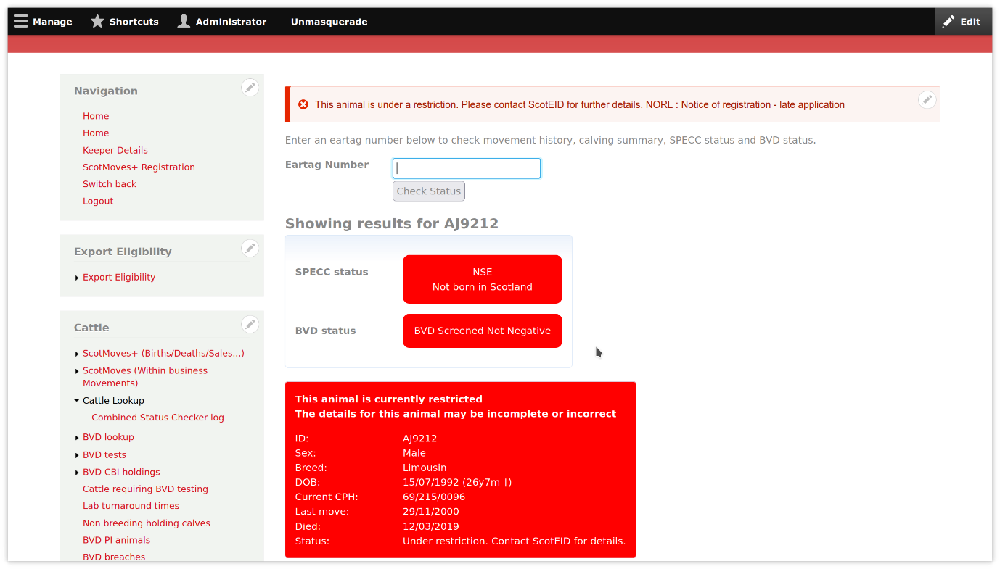 Manage Shortcuts Administrator Unmasquerade Edit
Navigation
Home
Home
Keeper Details
ScotMoves+ Registration
Switch back
Logout
Export Eligibility
Export Eligibility
Cattle
ScotMoves+ (Births/Deaths/Sales...)
ScotMoves (Within business
Movements)
Cattle Lookup
Combined Status Checker log
BVD lookup
BVD tests
BVD CBI holdings
Cattle requiring BVD testing
Lab turnaround times
Non breeding holding calves
BVD PI animals
BVD breaches
This animal is under a restriction. Please contact ScotEID for further details. NORL : Notice of registration - late application
Enter an eartag number below to check movement history, calving summary, SPECC status and BVD status.
Eartag Number
Check Status
Showing results for AJ9212
SPECC status
NSE
Not born in Scotland
BVD status
BVD Screened Not Negative
This animal is currently restricted
The details for this animal may be incomplete or incorrect
ID: AJ9212
Sex: Male
Breed: Limousin
DOB: 15/07/1992 (26y7m †)
Current CPH: 69/215/0096
Last move: 29/11/2000
Died: 12/03/2019
Status: Under restriction. Contact ScotEID for details.